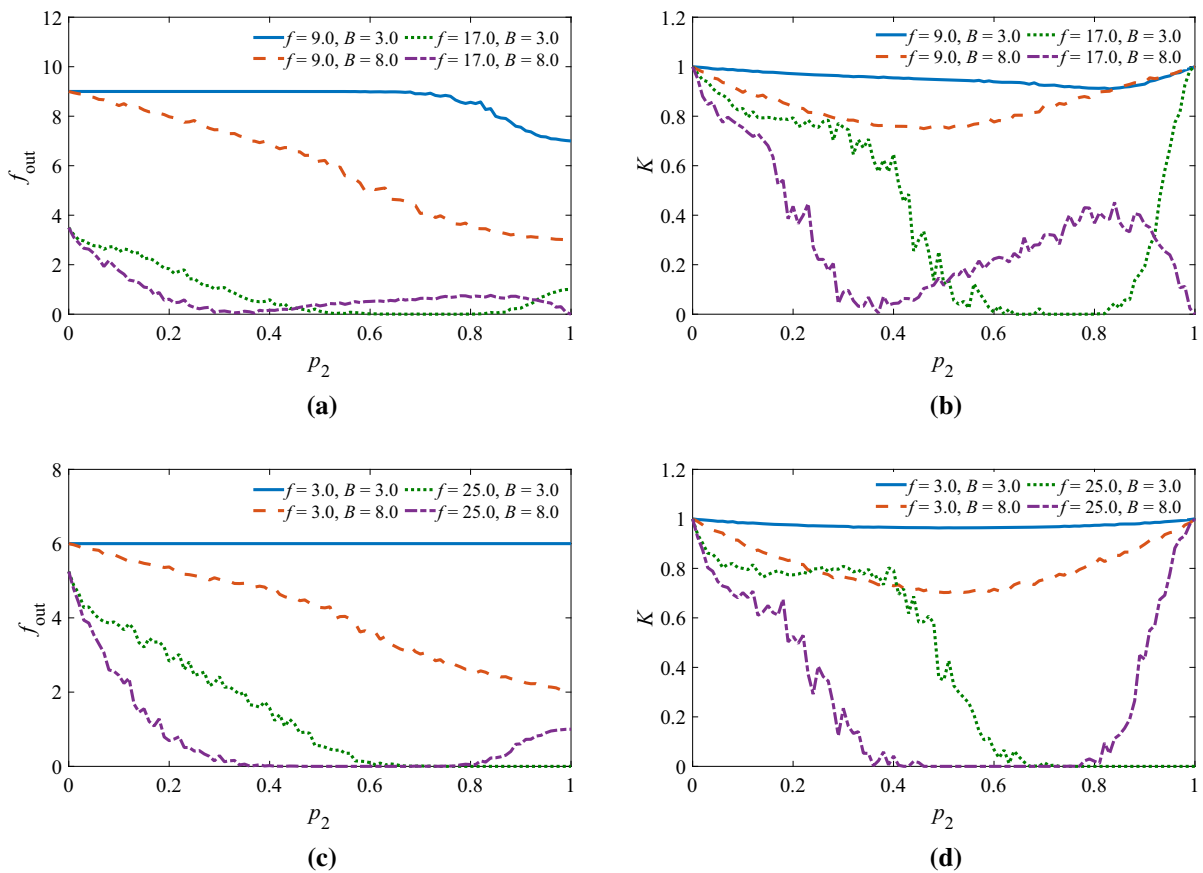 12
10
8
6
4
2
0
f_out
f = 9.0, B = 3.0 f = 17.0, B = 3.0
f = 9.0, B = 8.0 f = 17.0, B = 8.0
0 0.2 0.4 0.6 0.8 1
p_2
(a)
1.2
1
0.8
0.6
0.4
0.2
0
K
f = 9.0, B = 3.0 f = 17.0, B = 3.0
f = 9.0, B = 8.0 f = 17.0, B = 8.0
0 0.2 0.4 0.6 0.8 1
p_2
(b)
8
6
4
2
0
f_out
f = 3.0, B = 3.0 f = 25.0, B = 3.0
f = 3.0, B = 8.0 f = 25.0, B = 8.0
0 0.2 0.4 0.6 0.8 1
p_2
(c)
1.2
1
0.8
0.6
0.4
0.2
0
K
f = 3.0, B = 3.0 f = 25.0, B = 3.0
f = 3.0, B = 8.0 f = 25.0, B = 8.0
0 0.2 0.4 0.6 0.8 1
p_2
(d)